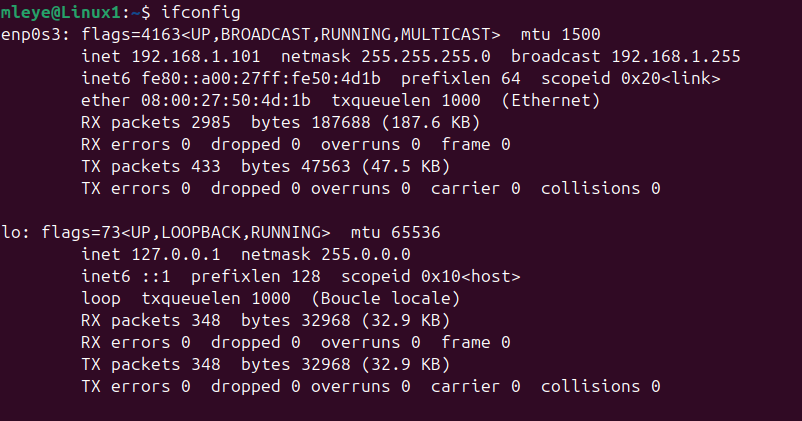 mleye@Linux1:~$ ifconfig
enp0s3: flags=4163<UP,BROADCAST,RUNNING,MULTICAST>  mtu 1500
        inet 192.168.1.101  netmask 255.255.255.0  broadcast 192.168.1.255
        inet6 fe80::a00:27ff:fe50:4d1b  prefixlen 64  scopeid 0x20<link>
        ether 08:00:27:50:4d:1b  txqueuelen 1000  (Ethernet)
        RX packets 2985  bytes 187688 (187.6 KB)
        RX errors 0  dropped 0  overruns 0  frame 0
        TX packets 433  bytes 47563 (47.5 KB)
        TX errors 0  dropped 0 overruns 0  carrier 0  collisions 0

lo: flags=73<UP,LOOPBACK,RUNNING>  mtu 65536
        inet 127.0.0.1  netmask 255.0.0.0
        inet6 ::1  prefixlen 128  scopeid 0x10<host>
        loop  txqueuelen 1000  (Boucle locale)
        RX packets 348  bytes 32968 (32.9 KB)
        RX errors 0  dropped 0  overruns 0  frame 0
        TX packets 348  bytes 32968 (32.9 KB)
        TX errors 0  dropped 0 overruns 0  carrier 0  collisions 0